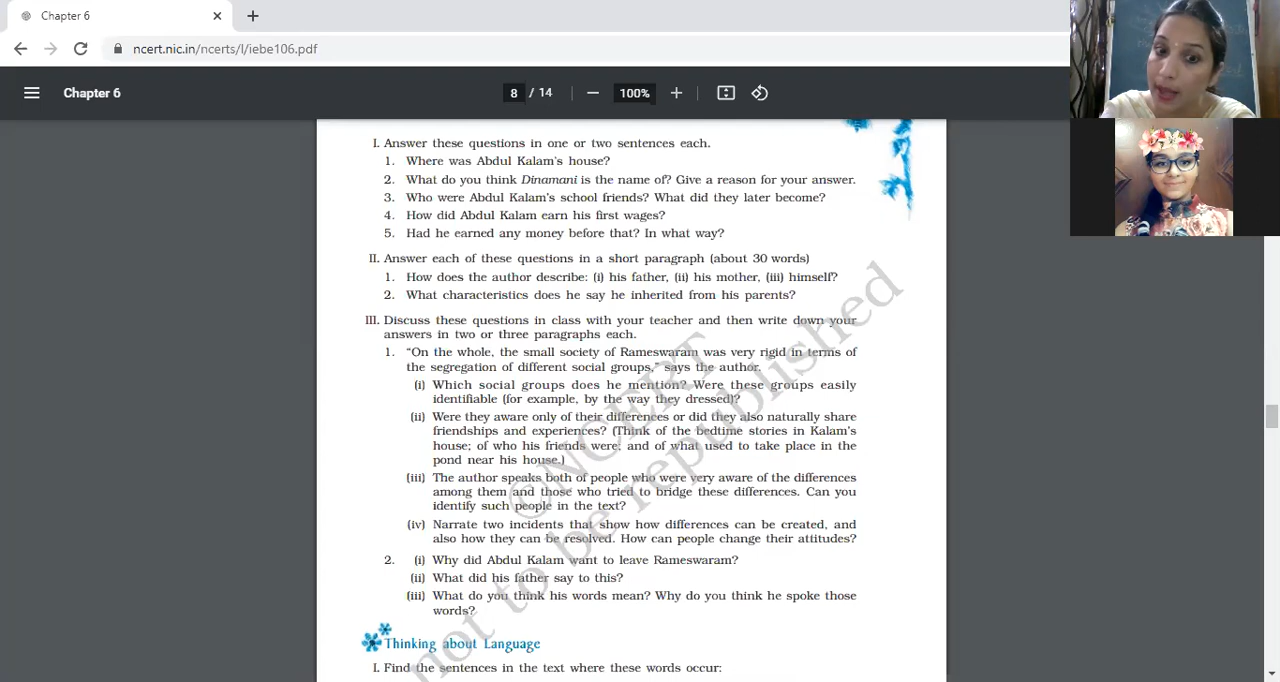 Chapter 6
ncert.nic.in/ncerts/l/iebe106.pdf
Chapter 6
8 / 14
100%
I. Answer these questions in one or two sentences each.
1. Where was Abdul Kalam's house?
2. What do you think Dinamani is the name of? Give a reason for your answer.
3. Who were Abdul Kalam's school friends? What did they later become?
4. How did Abdul Kalam earn his first wages?
5. Had he earned any money before that? In what way?
II. Answer each of these questions in a short paragraph (about 30 words)
1. How does the author describe: (i) his father, (ii) his mother, (iii) himself?
2. What characteristics does he say he inherited from his parents?
III. Discuss these questions in class with your teacher and then write down your
answers in two or three paragraphs each.
1. “On the whole, the small society of Rameswaram was very rigid in terms of
the segregation of different social groups,” says the author.
(i) Which social groups does he mention? Were these groups easily
identifiable (for example, by the way they dressed)?
(ii) Were they aware only of their differences or did they also naturally share
friendships and experiences? (Think of the bedtime stories in Kalam's
house; of who his friends were; and of what used to take place in the
pond near his house.)
(iii) The author speaks both of people who were very aware of the differences
among them and those who tried to bridge these differences. Can you
identify such people in the text?
(iv) Narrate two incidents that show how differences can be created, and
also how they can be resolved. How can people change their attitudes?
2. (i) Why did Abdul Kalam want to leave Rameswaram?
(ii) What did his father say to this?
(iii) What do you think his words mean? Why do you think he spoke those
words?
Thinking about Language
I. Find the sentences in the text where these words occur:
©NCERT
not to be republished